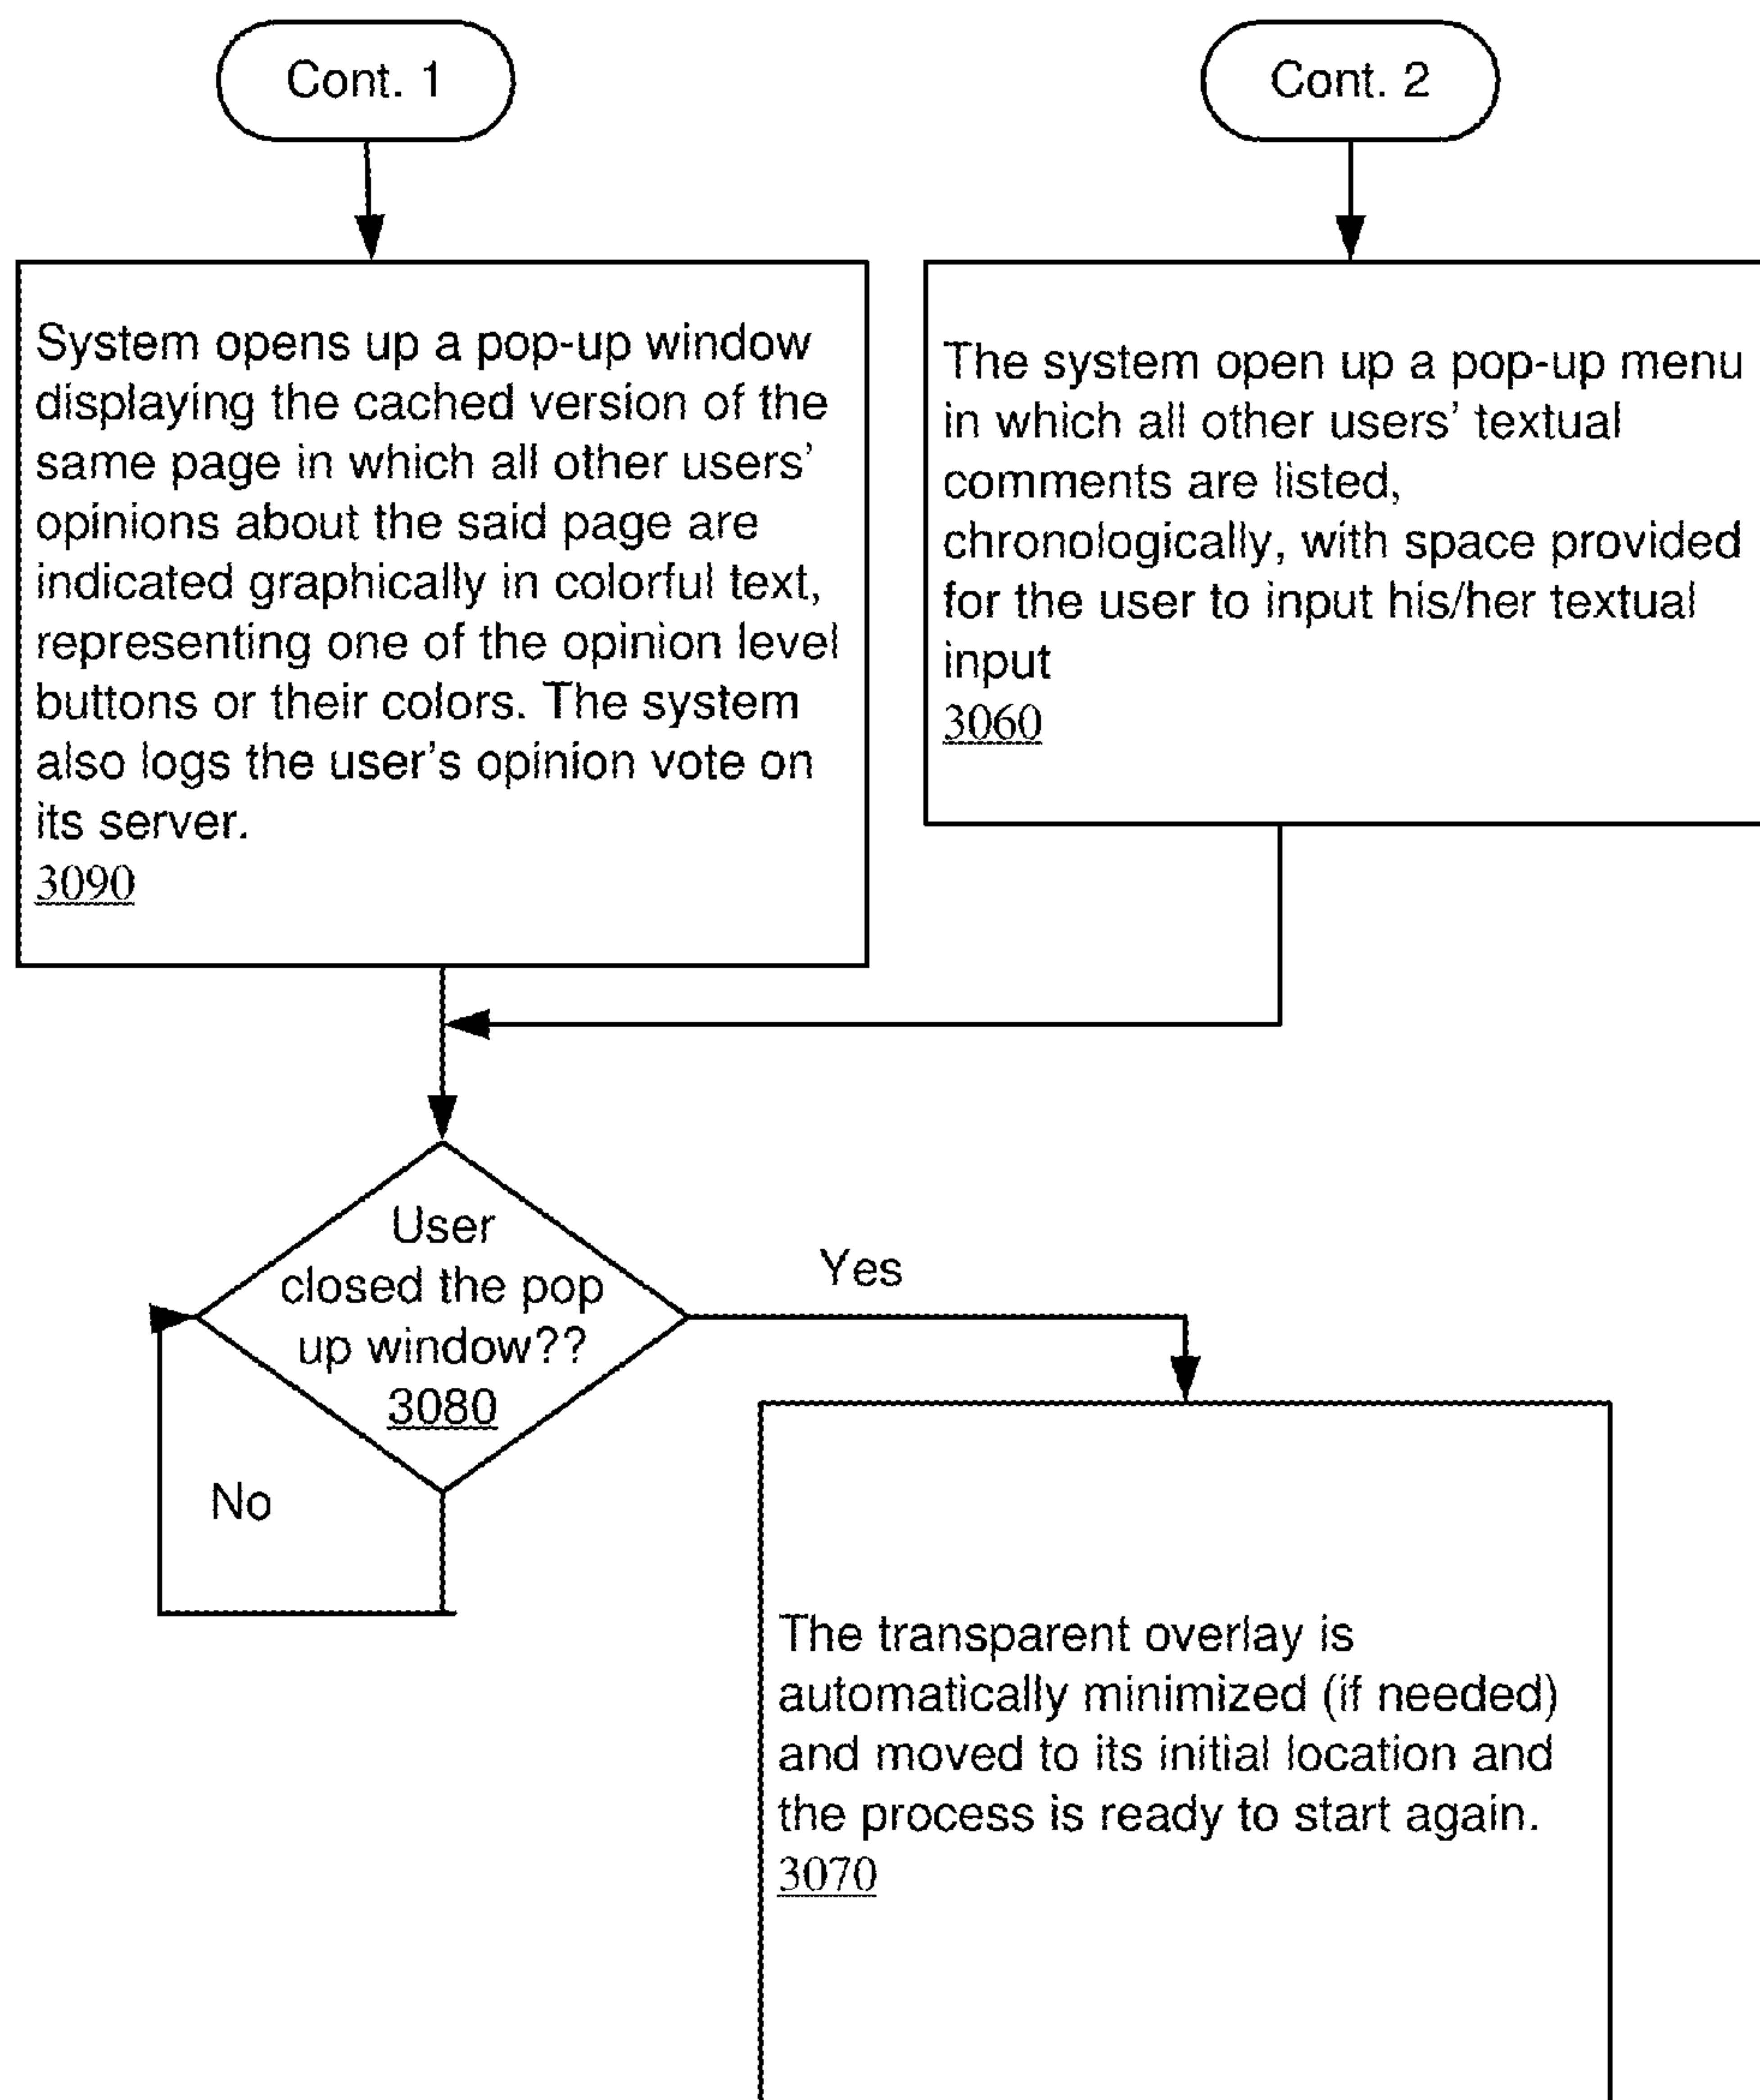 Cont. 1
Cont. 2
System opens up a pop-up window
displaying the cached version of the
same page in which all other users’
opinions about the said page are
indicated graphically in colorful text,
representing one of the opinion level
buttons or their colors. The system
also logs the user’s opinion vote on
its server.
3090
The system open up a pop-up menu
in which all other users’ textual
comments are listed,
chronologically, with space provided
for the user to input his/her textual
input
3060
User
closed the pop
up window??
3080
Yes
No
The transparent overlay is
automatically minimized (if needed)
and moved to its initial location and
the process is ready to start again.
3070